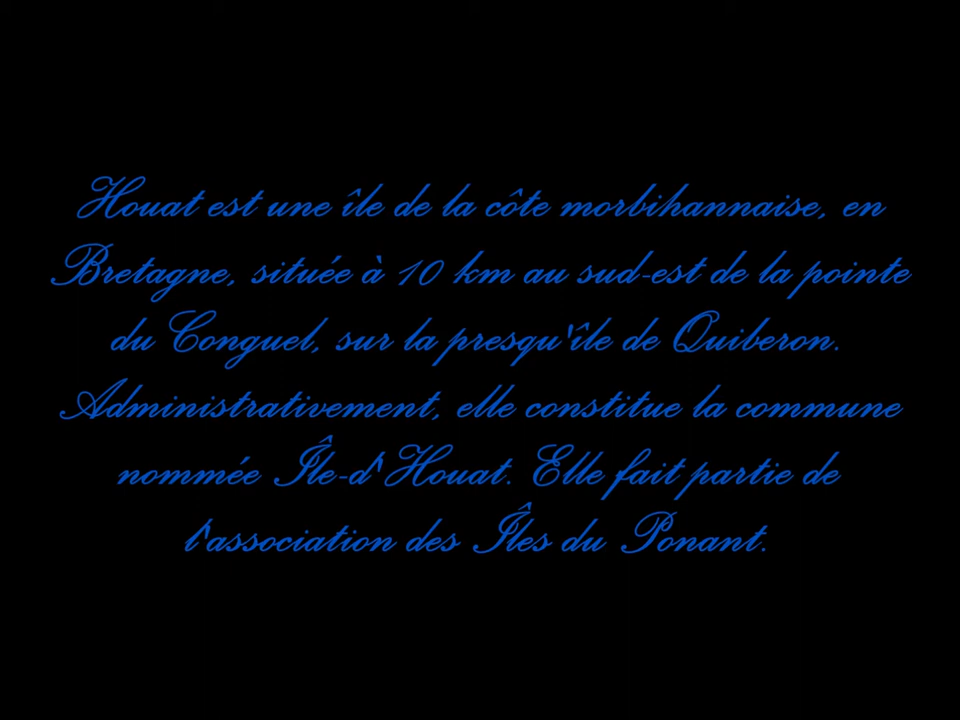 Houat est une île de la côte morbihannaise, en
Bretagne, située à 10 km au sud-est de la pointe
du Conguel, sur la presqu'île de Quiberon.
Administrativement, elle constitue la commune
nommée Île-d'Houat. Elle fait partie de
l'association des Îles du Ponant.